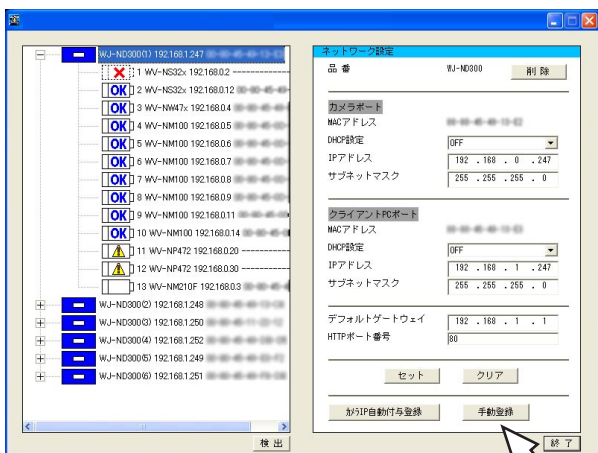 WJ-ND300(1) 192.168.1.247
1 WV-NS32x 192.168.0.2 ------------
OK 2 WV-NS32x 192.168.0.12
OK 3 WV-NW47x 192.168.0.4
OK 4 WV-NM100 192.168.0.5
OK 5 WV-NM100 192.168.0.6
OK 6 WV-NM100 192.168.0.7
OK 7 WV-NM100 192.168.0.8
OK 8 WV-NM100 192.168.0.9
OK 9 WV-NM100 192.168.0.11
OK 10 WV-NM100 192.168.0.14
11 WV-NP472 192.168.0.20 ----------
12 WV-NP472 192.168.0.30 ----------
13 WV-NM210F 192.168.0.3
WJ-ND300(2) 192.168.1.248
WJ-ND300(3) 192.168.1.250
WJ-ND300(4) 192.168.1.252
WJ-ND300(5) 192.168.1.249
WJ-ND300(6) 192.168.1.251
検 出
ネットワーク設定
品 番 WJ-ND300 削 除
カメラポート
MACアドレス
DHCP設定 OFF
IPアドレス 192 . 168 . 0 . 247
サブネットマスク 255 . 255 . 255 . 0
クライアントPCポート
MACアドレス
DHCP設定 OFF
IPアドレス 192 . 168 . 1 . 247
サブネットマスク 255 . 255 . 255 . 0
デフォルトゲートウェイ 192 . 168 . 1 . 1
HTTPポート番号 80
セット クリア
カメラIP自動付与登録 手動登録
終 了